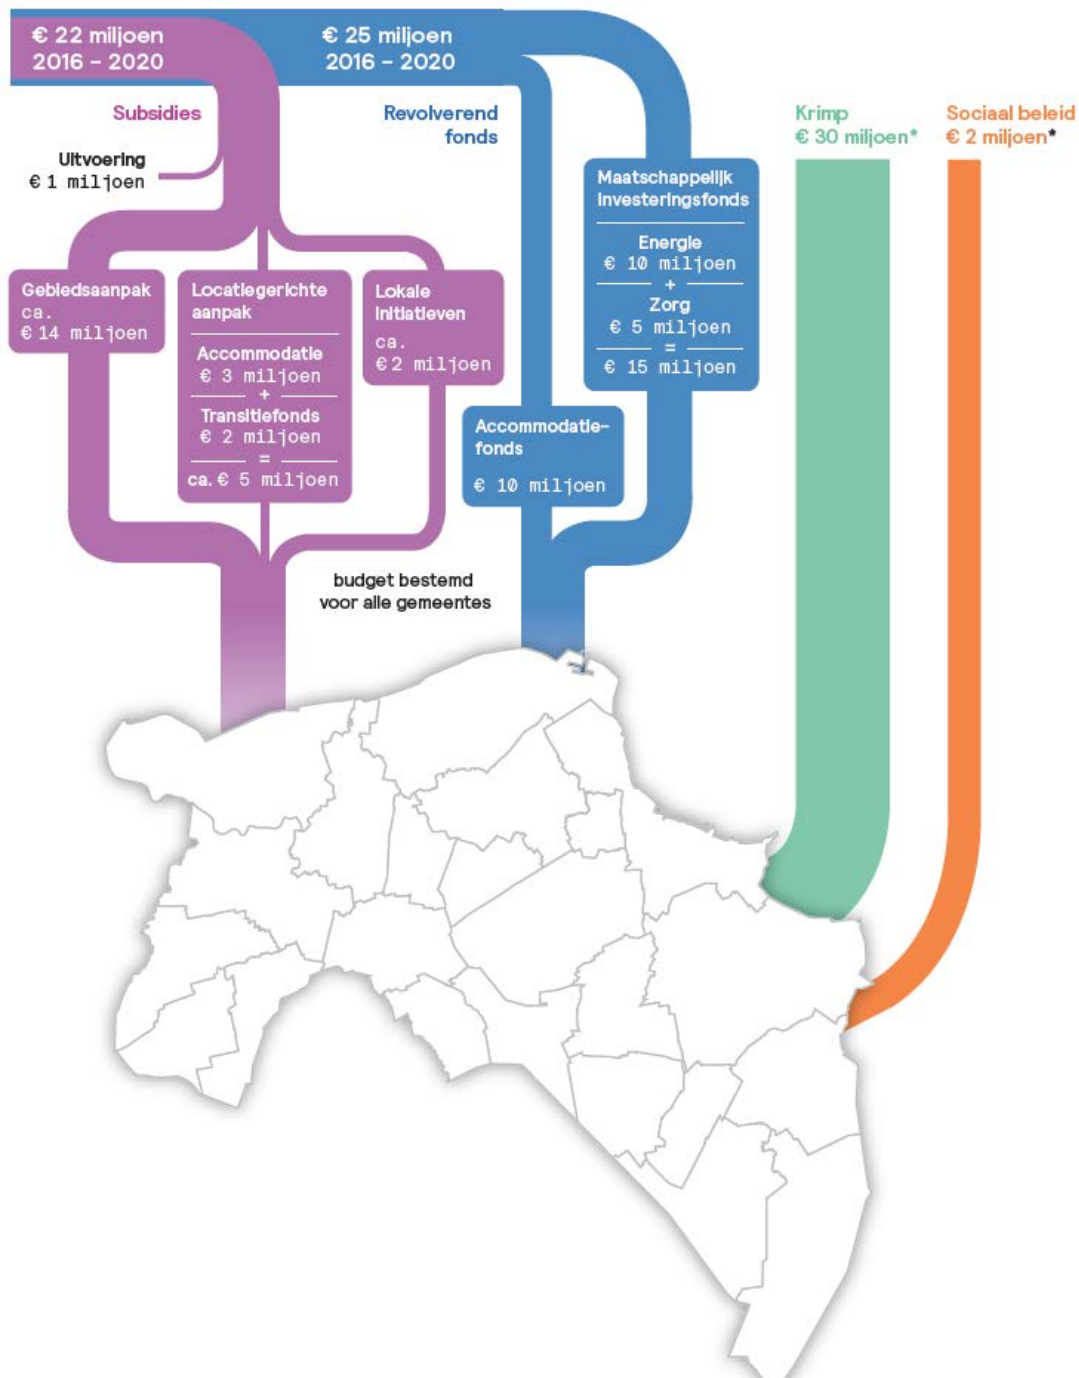 € 22 miljoen
2016 – 2020
€ 25 miljoen
2016 – 2020
Subsidies
Revolverend
fonds
Krimp
€ 30 miljoen*
Sociaal beleid
€ 2 miljoen*
Uitvoering
€ 1 miljoen
Maatschappelijk
investeringsfonds
Energie
€ 10 miljoen
+
Zorg
€ 5 miljoen
=
€ 15 miljoen
Gebiedsaanpak
ca.
€ 14 miljoen
Locatiegerichte
aanpak
Accommodatie
€ 3 miljoen
+
Transitiefonds
€ 2 miljoen
=
ca. € 5 miljoen
Lokale
initiatieven
ca.
€ 2 miljoen
Accommodatie-
fonds
€ 10 miljoen
budget bestemd
voor alle gemeentes